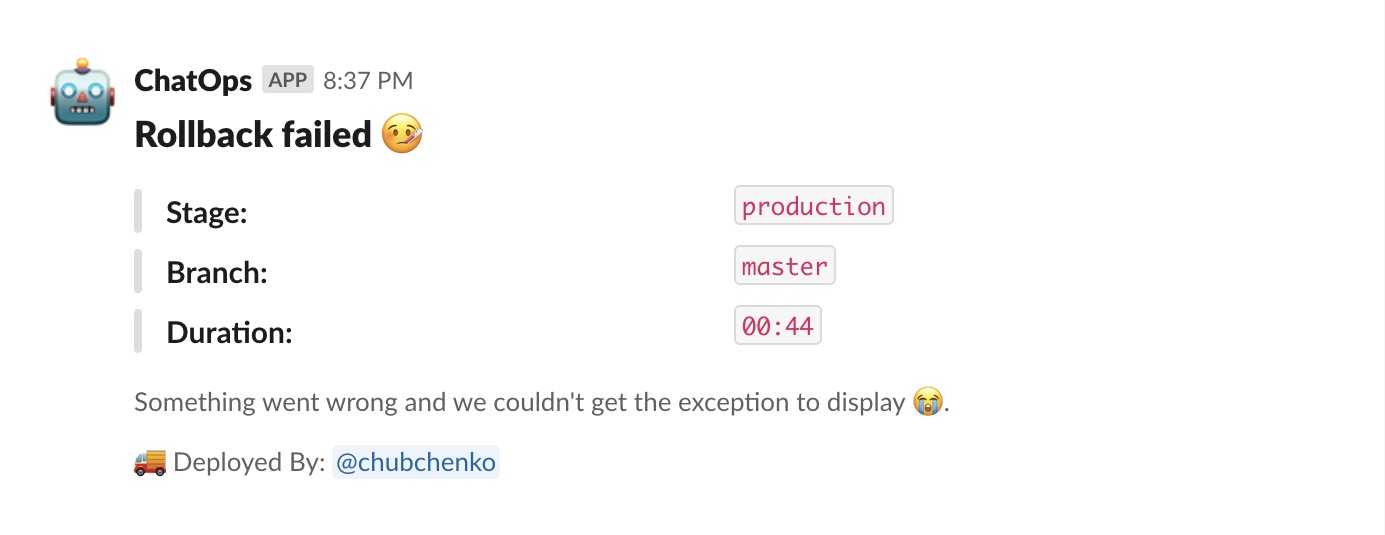 ChatOps APP 8:37 PM
Rollback failed 🤒
Stage: production
Branch: master
Duration: 00:44
Something went wrong and we couldn't get the exception to display 😭.
🚚 Deployed By: @chubchenko